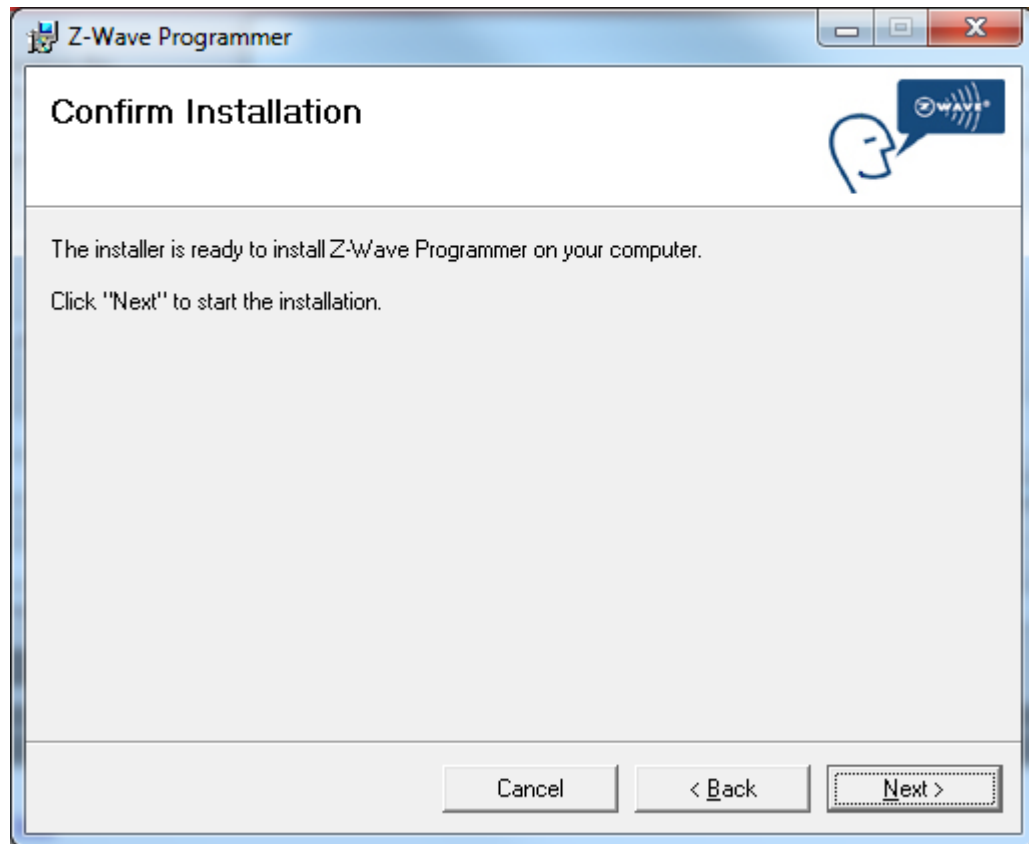 Z-Wave Programmer
Confirm Installation
Z WAVE®
The installer is ready to install Z-Wave Programmer on your computer.
Click "Next" to start the installation.
Cancel
< Back
Next >